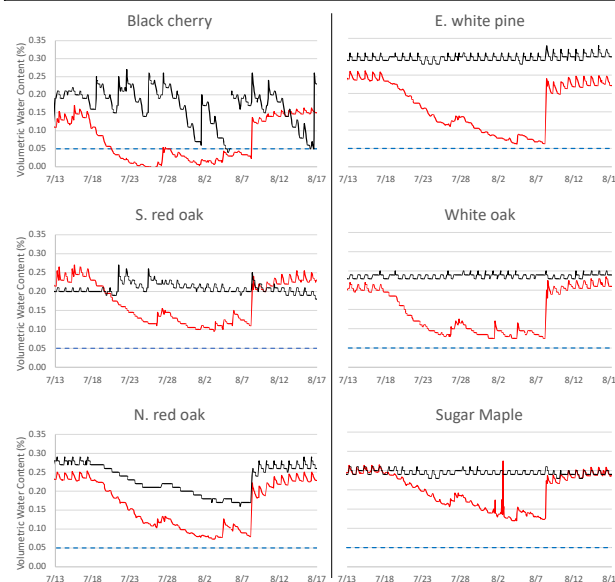 Black cherry
Volumetric Water Content (%)
0.35
0.30
0.25
0.20
0.15
0.10
0.05
0.00
7/13 7/18 7/23 7/28 8/2 8/7 8/12 8/17
E. white pine
7/13 7/18 7/23 7/28 8/2 8/7 8/12 8/1
S. red oak
Volumetric Water Content (%)
0.35
0.30
0.25
0.20
0.15
0.10
0.05
0.00
7/13 7/18 7/23 7/28 8/2 8/7 8/12 8/17
White oak
7/13 7/18 7/23 7/28 8/2 8/7 8/12 8/1
N. red oak
Volumetric Water Content (%)
0.35
0.30
0.25
0.20
0.15
0.10
0.05
0.00
7/13 7/18 7/23 7/28 8/2 8/7 8/12 8/17
Sugar Maple
7/13 7/18 7/23 7/28 8/2 8/7 8/12 8/1